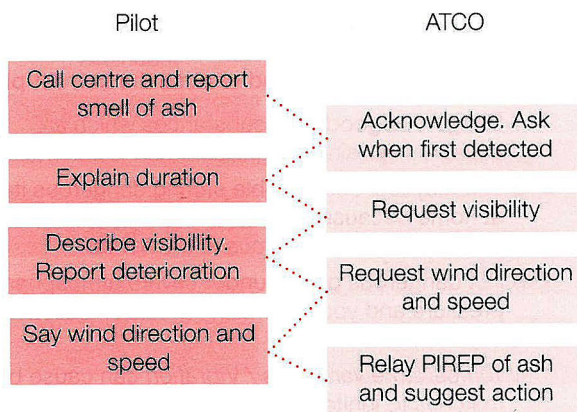 Pilot
ATCO
Call centre and report
smell of ash
Acknowledge. Ask
when first detected
Explain duration
Request visibility
Describe visibillity.
Report deterioration
Request wind direction
and speed
Say wind direction and
speed
Relay PIREP of ash
and suggest action